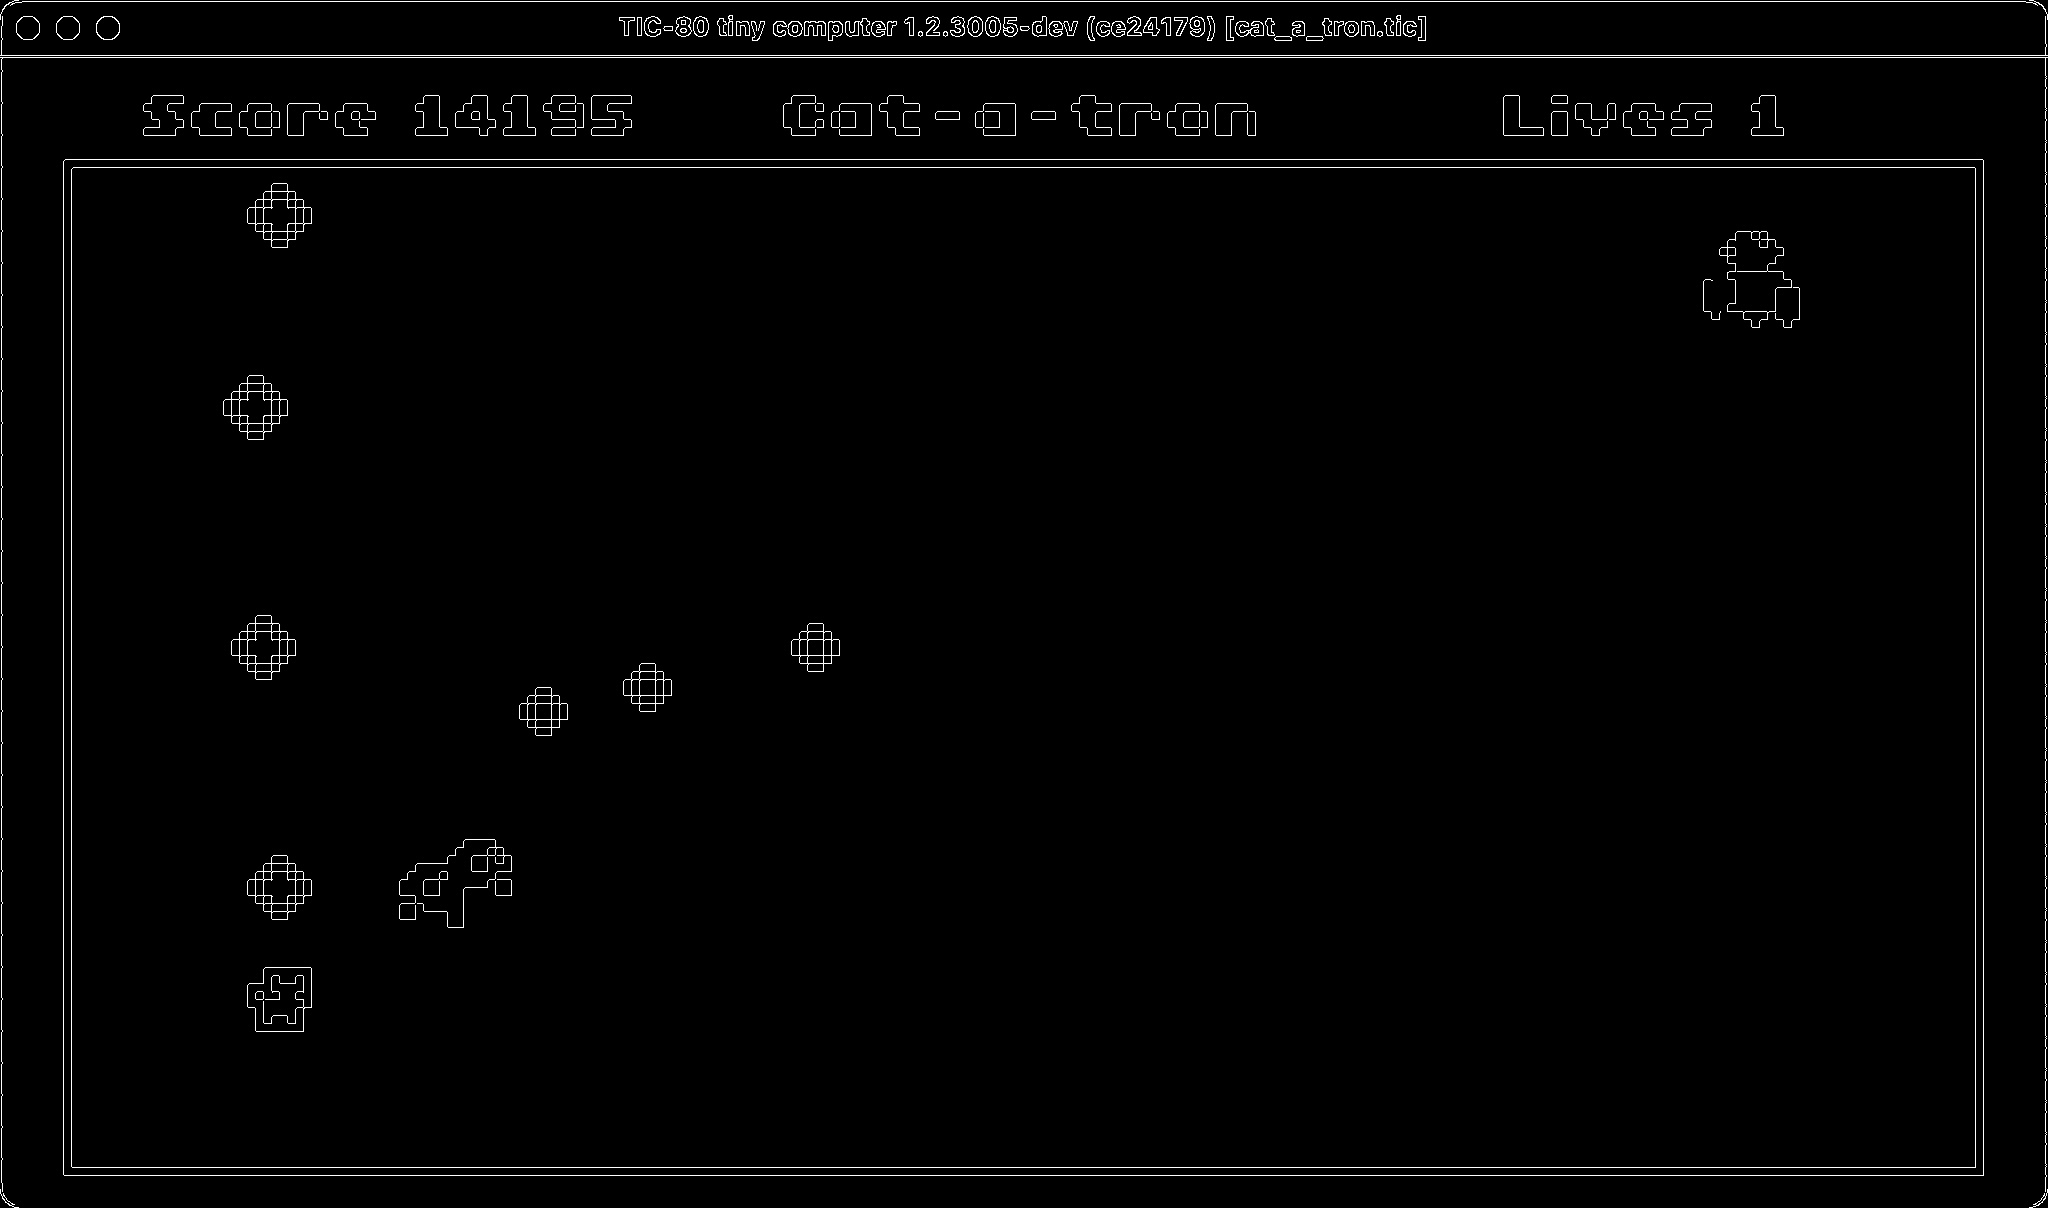 TIC-80 tiny computer 1.2.3005-dev (ce24179) [cat_a_tron.tic]
Score 14195 Cat-a-tron Lives 1